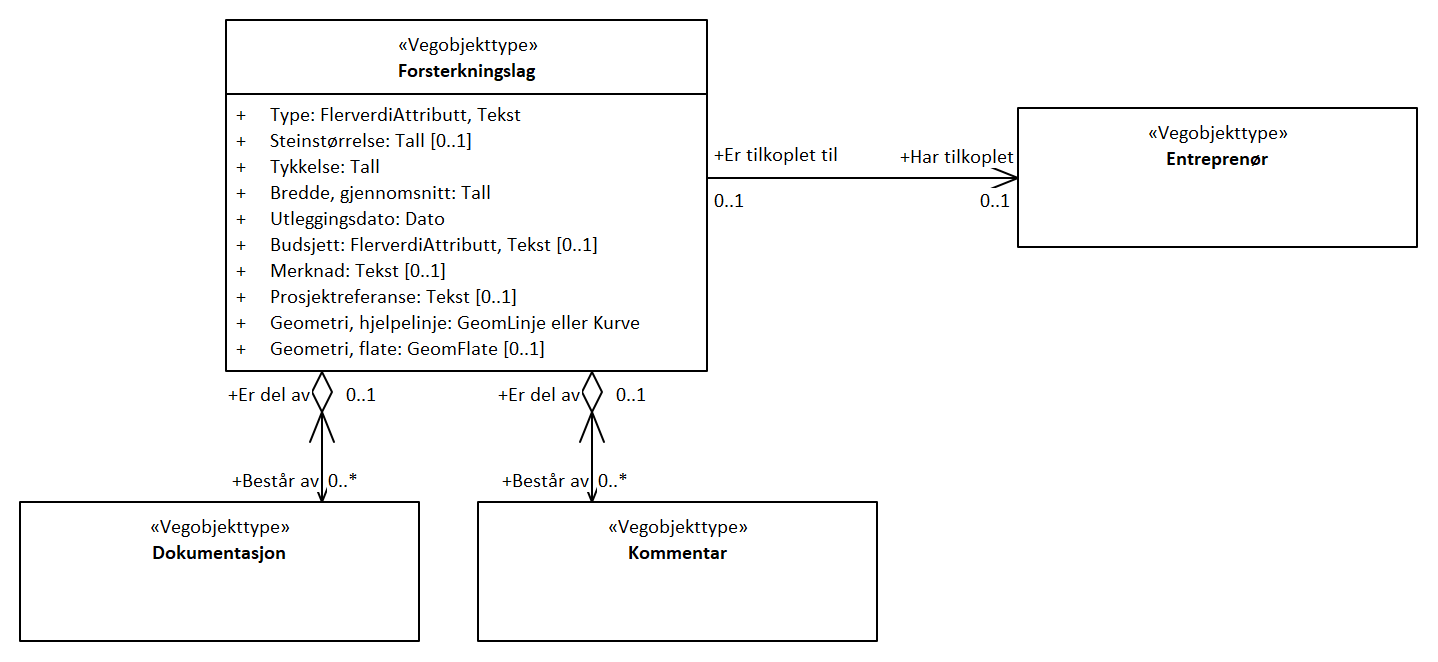 «Vegobjekttype»
Forsterkningslag
+ Type: FlerverdiAttributt, Tekst
+ Steinstørrelse: Tall [0..1]
+ Tykkelse: Tall
+ Bredde, gjennomsnitt: Tall
+ Utleggingsdato: Dato
+ Budsjett: FlerverdiAttributt, Tekst [0..1]
+ Merknad: Tekst [0..1]
+ Prosjektreferanse: Tekst [0..1]
+ Geometri, hjelpelinje: GeomLinje eller Kurve
+ Geometri, flate: GeomFlate [0..1]
+Er tilkoplet til
0..1
+Har tilkoplet
0..1
«Vegobjekttype»
Entreprenør
+Er del av 0..1
+Består av 0..*
+Er del av 0..1
+Består av 0..*
«Vegobjekttype»
Dokumentasjon
«Vegobjekttype»
Kommentar